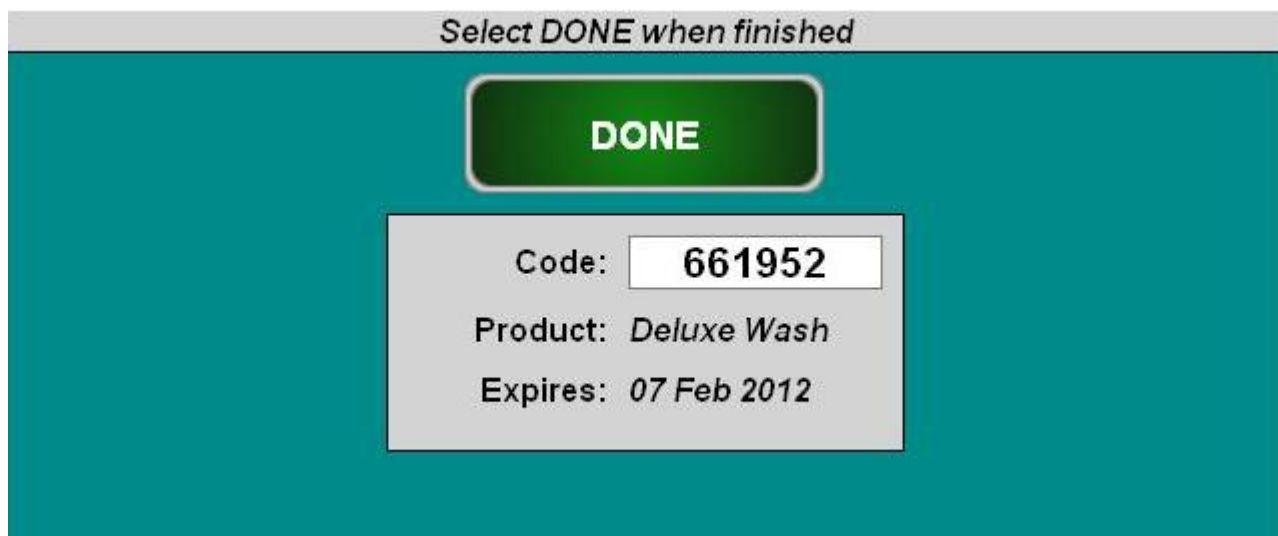 Select DONE when finished
DONE
Code: 661952
Product: Deluxe Wash
Expires: 07 Feb 2012